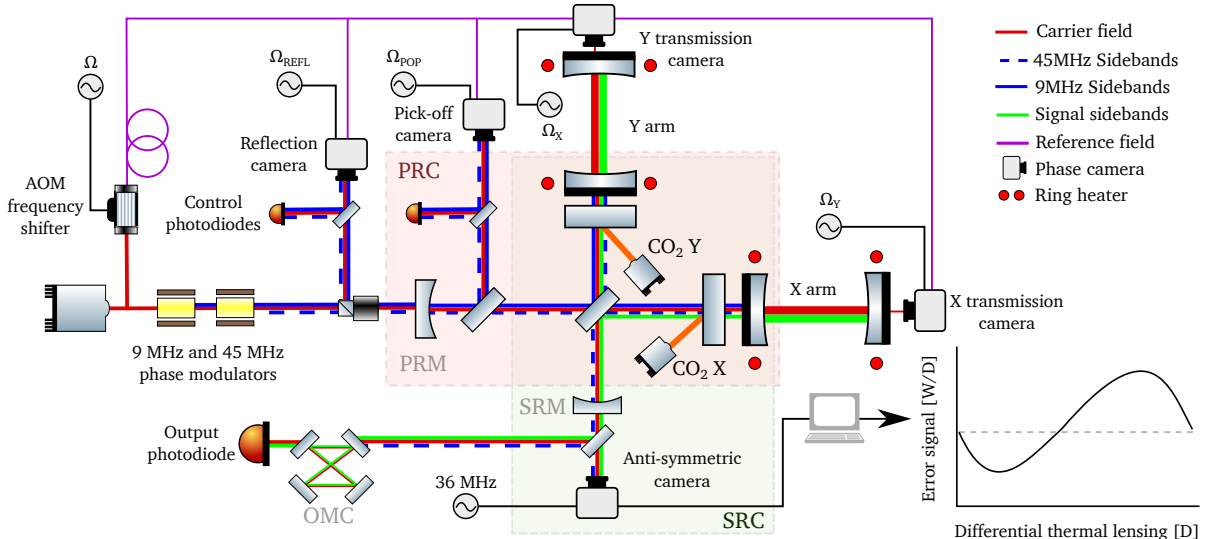 Ω
Ω_REFL
Ω_POP
Y transmission
camera
Carrier field
45MHz Sidebands
9MHz Sidebands
Signal sidebands
Reference field
Phase camera
Ring heater
Pick-off
camera
Ω_X
Y arm
Reflection
camera
AOM
frequency
shifter
Control
photodiodes
PRC
CO₂ Y
Ω_Y
X arm
X transmission
camera
9 MHz and 45 MHz
phase modulators
PRM
CO₂ X
SRM
Output
photodiode
OMC
36 MHz
Anti-symmetric
camera
SRC
Error signal [W/D]
Differential thermal lensing [D]